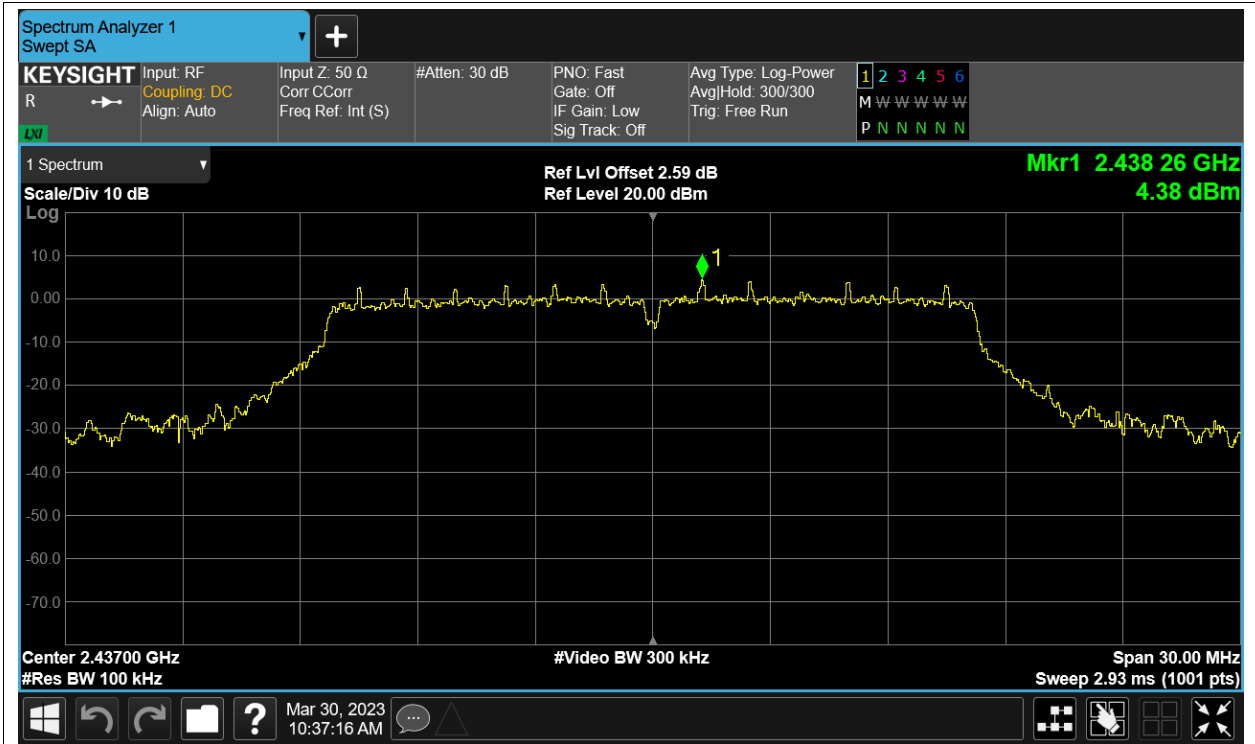 Spectrum Analyzer 1
Swept SA
+
KEYSIGHT
R
LXI
Input: RF
Coupling: DC
Align: Auto
Input Z: 50 Ω
Corr CCorr
Freq Ref: Int (S)
#Atten: 30 dB
PNO: Fast
Gate: Off
IF Gain: Low
Sig Track: Off
Avg Type: Log-Power
Avg|Hold: 300/300
Trig: Free Run
1 2 3 4 5 6
M W W W W W
P N N N N N
1 Spectrum
Scale/Div 10 dB
Log
Ref Lvl Offset 2.59 dB
Ref Level 20.00 dBm
Mkr1 2.438 26 GHz
4.38 dBm
1
10.0
0.00
-10.0
-20.0
-30.0
-40.0
-50.0
-60.0
-70.0
Center 2.43700 GHz
#Res BW 100 kHz
#Video BW 300 kHz
Span 30.00 MHz
Sweep 2.93 ms (1001 pts)
?
Mar 30, 2023
10:37:16 AM